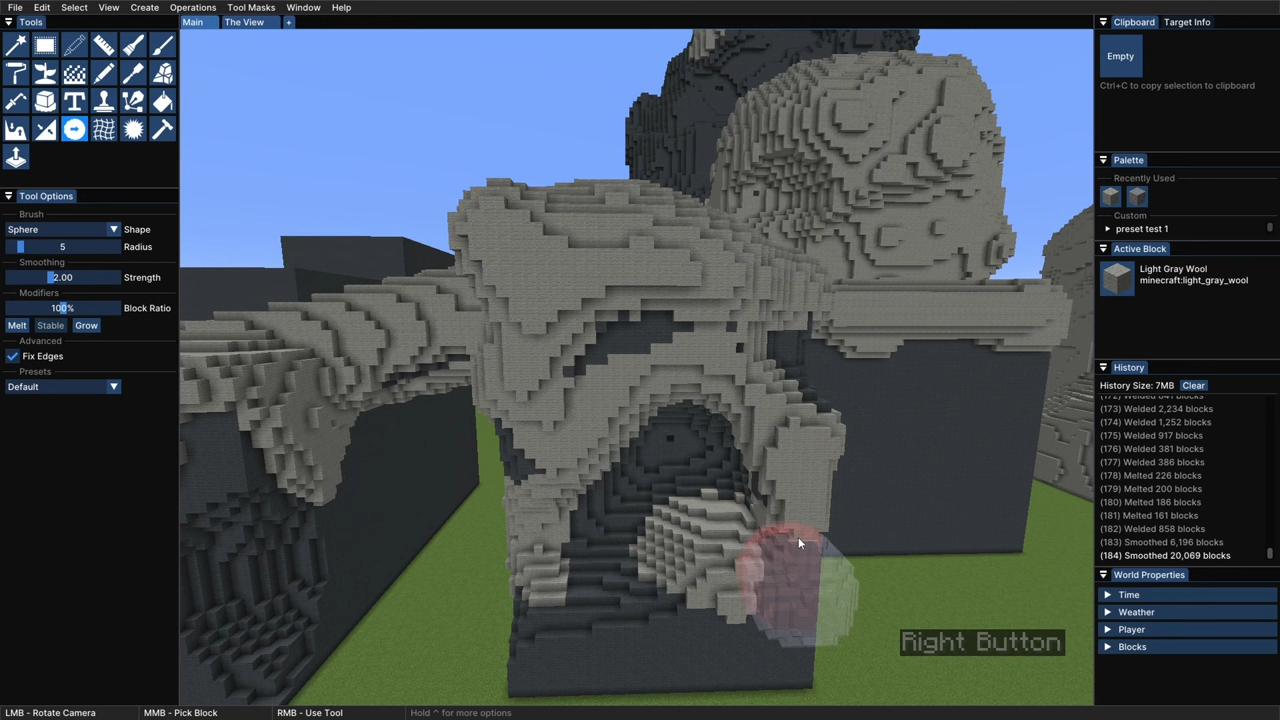 File Edit Select View Create Operations Tool Masks Window Help
Tools
Main
The View
+
Clipboard
Target Info
Empty
Ctrl+C to copy selection to clipboard
Palette
Recently Used
Custom
preset test 1
Active Block
Light Gray Wool
minecraft:light_gray_wool
Tool Options
Brush
Sphere
Shape
5
Radius
Smoothing
2.00
Strength
Modifiers
100%
Block Ratio
Melt
Stable
Grow
Advanced
Fix Edges
Presets
Default
History
History Size: 7MB
Clear
(173) Welded 2,234 blocks
(174) Welded 1,252 blocks
(175) Welded 917 blocks
(176) Welded 381 blocks
(177) Welded 386 blocks
(178) Melted 226 blocks
(179) Melted 200 blocks
(180) Melted 186 blocks
(181) Melted 161 blocks
(182) Welded 858 blocks
(183) Smoothed 6,196 blocks
(184) Smoothed 20,069 blocks
World Properties
Time
Weather
Player
Blocks
Right Button
LMB - Rotate Camera
MMB - Pick Block
RMB - Use Tool
Hold ^ for more options